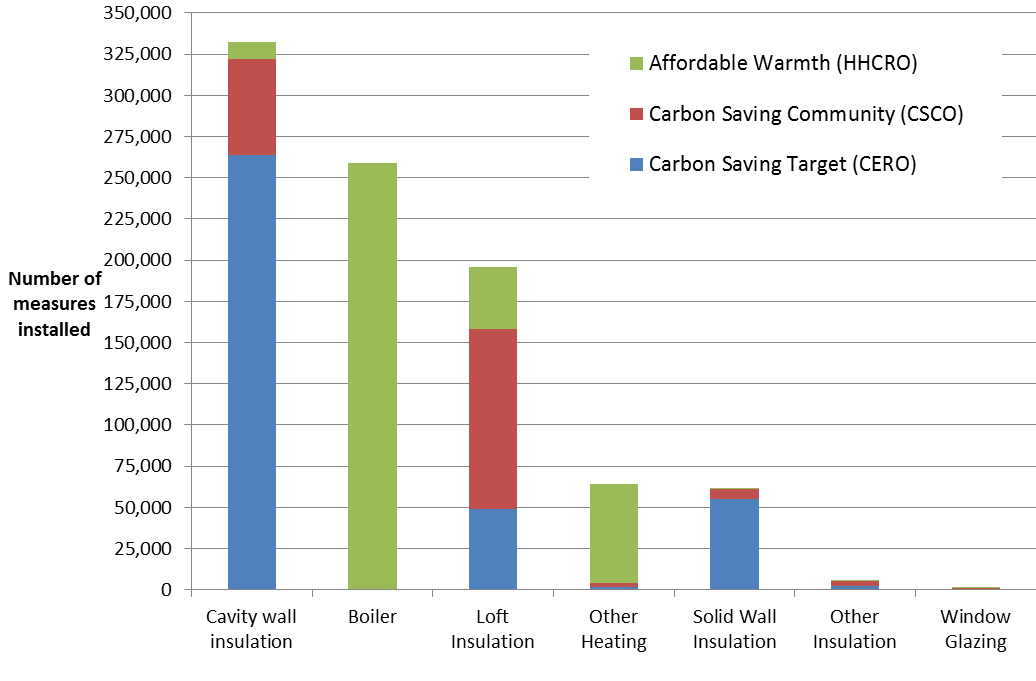 350,000
325,000
300,000
275,000
250,000
225,000
200,000
175,000
150,000
125,000
100,000
75,000
50,000
25,000
0
Number of
measures
installed
Affordable Warmth (HHCRO)
Carbon Saving Community (CSCO)
Carbon Saving Target (CERO)
Cavity wall
insulation
Boiler
Loft
Insulation
Other
Heating
Solid Wall
Insulation
Other
Insulation
Window
Glazing